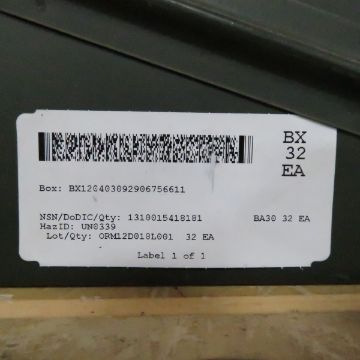 BX
32
EA
Box: BX120403092906756611
NSN/DoDIC/Qty: 1310015418181 BA30 32 EA
HazID: UN0339
Lot/Qty: ORM12D018L001 32 EA
Label 1 of 1